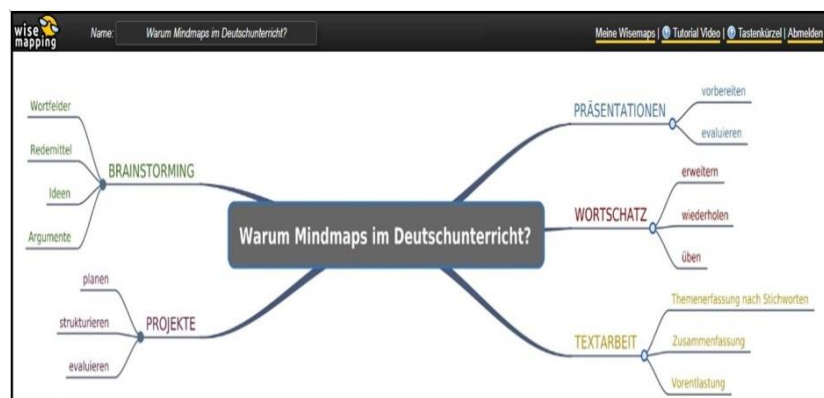 wise mapping
Name: Warum Mindmaps im Deutschunterricht?
Meine Wisemaps | Tutorial Video | Tastenkürzel | Abmelden
Warum Mindmaps im Deutschunterricht?
BRAINSTORMING
Wortfelder
Redemittel
Ideen
Argumente
PROJEKTE
planen
strukturieren
evaluieren
PRÄSENTATIONEN
vorbereiten
evaluieren
WORTSCHATZ
erweitern
wiederholen
üben
TEXTARBEIT
Themenerfassung nach Stichworten
Zusammenfassung
Vorentlastung